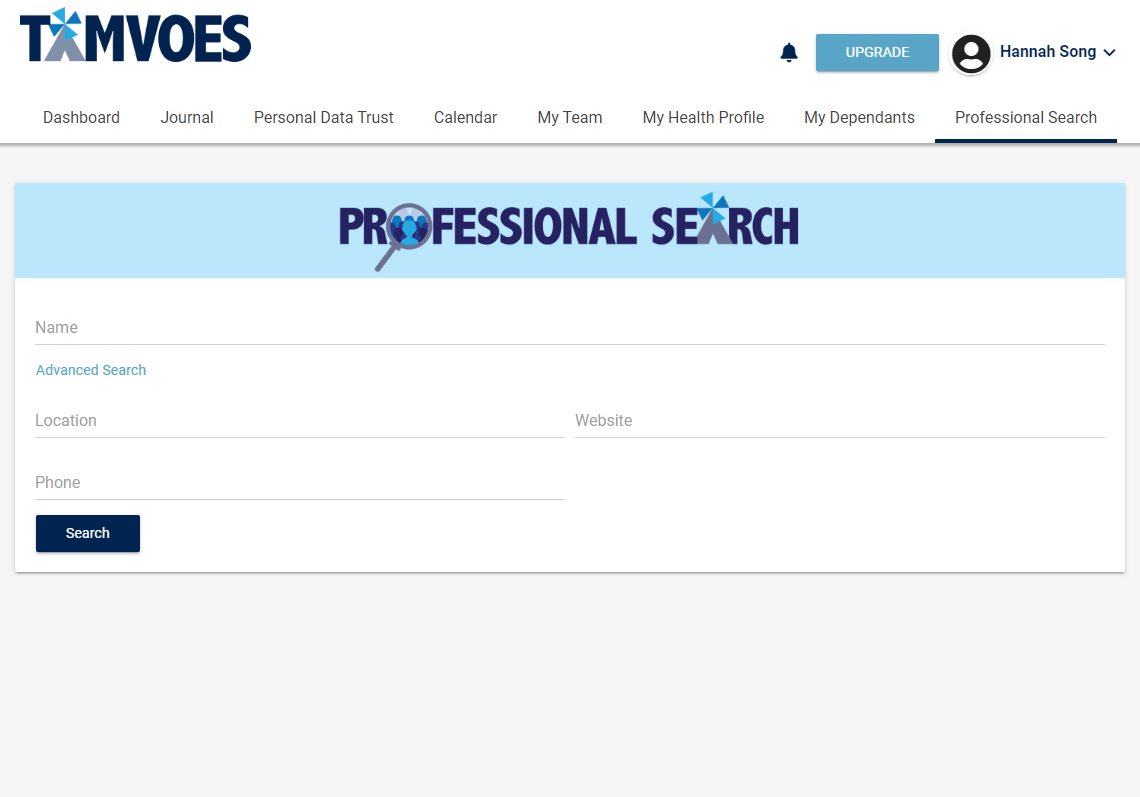 TAMVOES
UPGRADE
Hannah Song
Dashboard Journal Personal Data Trust Calendar My Team My Health Profile My Dependants Professional Search
PROFESSIONAL SEARCH
Name
Advanced Search
Location Website
Phone
Search